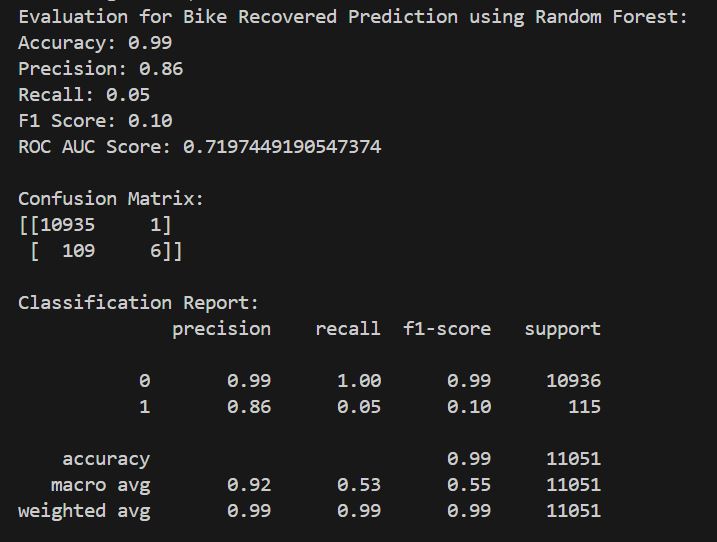 Evaluation for Bike Recovered Prediction using Random Forest:
Accuracy: 0.99
Precision: 0.86
Recall: 0.05
F1 Score: 0.10
ROC AUC Score: 0.7197449190547374
Confusion Matrix:
[[10935     1]
 [  109     6]]
Classification Report:
              precision    recall  f1-score   support
           0       0.99      1.00      0.99     10936
           1       0.86      0.05      0.10       115
    accuracy                           0.99     11051
   macro avg       0.92      0.53      0.55     11051
weighted avg       0.99      0.99      0.99     11051